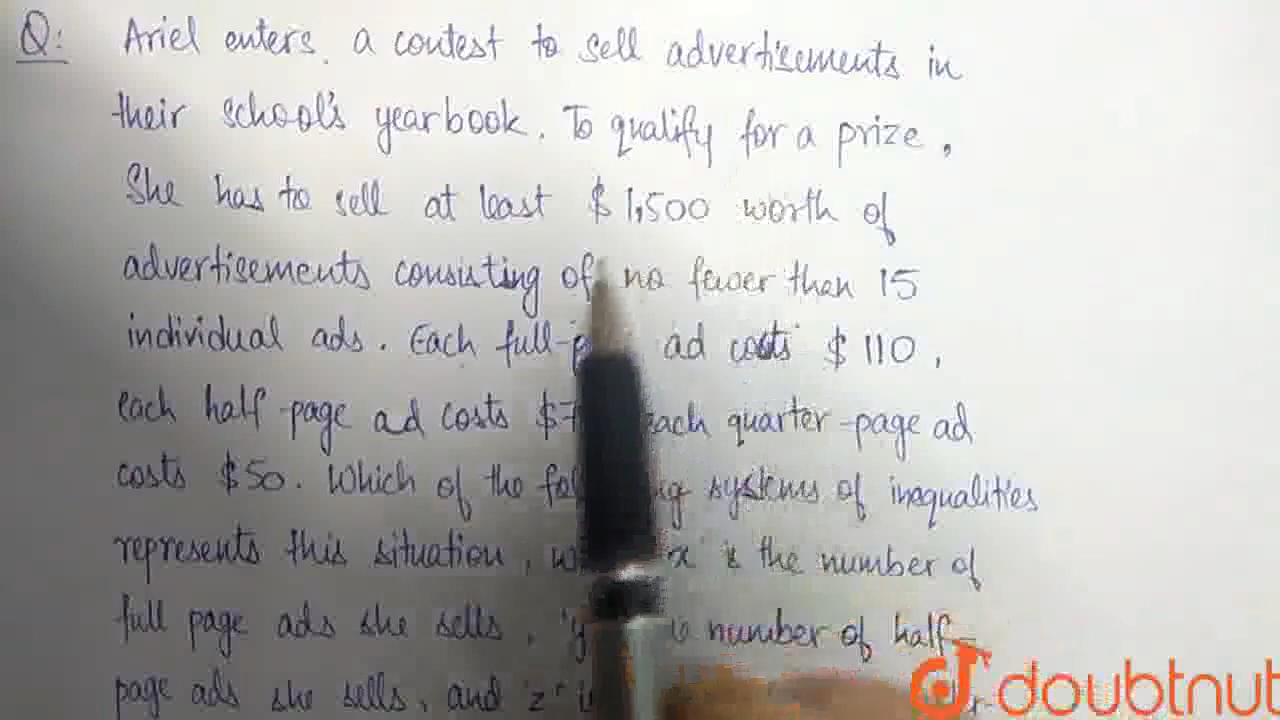 Q: Ariel enters a contest to sell advertisements in
their school's yearbook. To qualify for a prize,
She has to sell at least $1,500 worth of
advertisements consisting of no fewer than 15
individual ads. Each full- ad costs $110,
each half page ad costs $7 each quarter-page ad
costs $50. Which of the systems of inequalities
represents this situation, x is the number of
full page ads she sells, 'y number of half-
page ads she sells, and 'z'
doubtnut